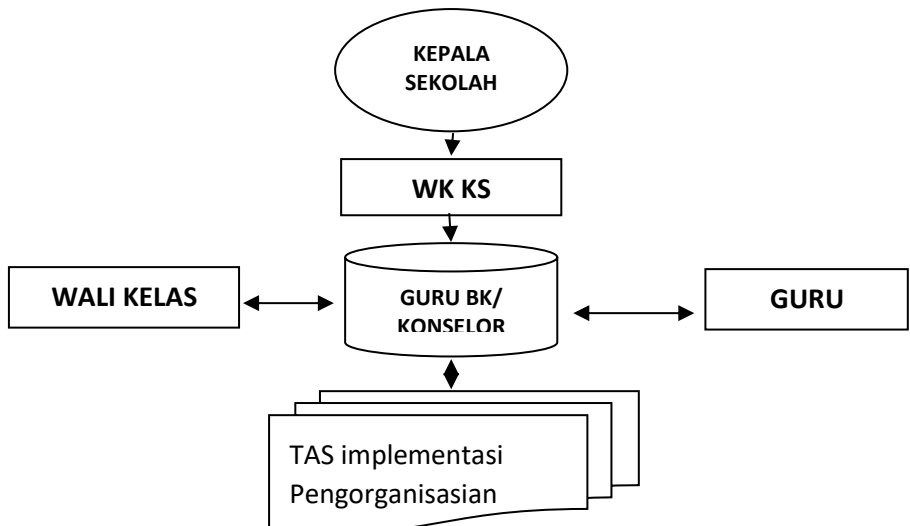 KEPALA
SEKOLAH
WK KS
WALI KELAS
GURU BK/
KONSELOR
GURU
TAS implementasi
Pengorganisasian